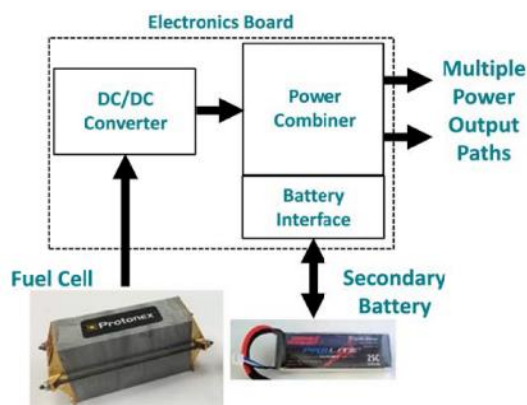 Electronics Board
DC/DC
Converter
Power
Combiner
Multiple
Power
Output
Paths
Battery
Interface
Fuel Cell
Secondary
Battery
Protonex
PROLITE
25C